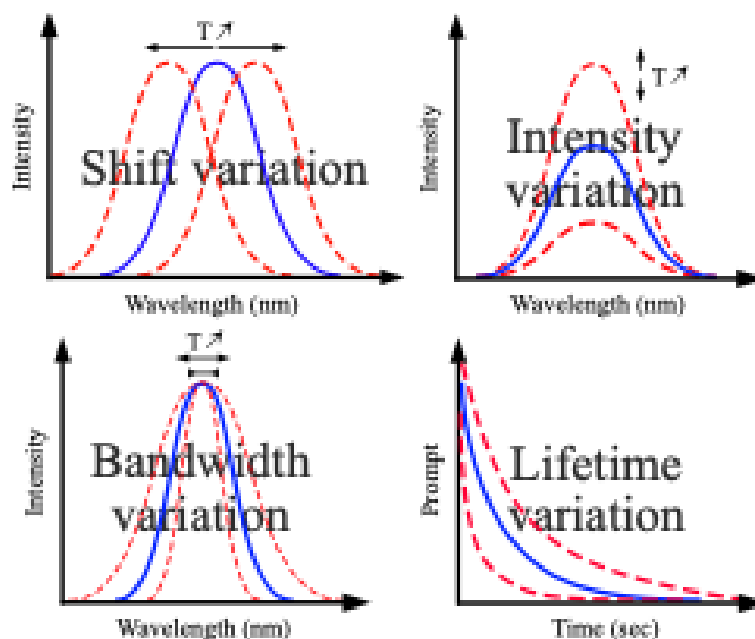 T↗
Intensity
Shift variation
Wavelength (nm)
T↗
Intensity
Intensity
variation
Wavelength (nm)
T↗
Intensity
Bandwidth
variation
Wavelength (nm)
Prompt
Lifetime
variation
Time (sec)